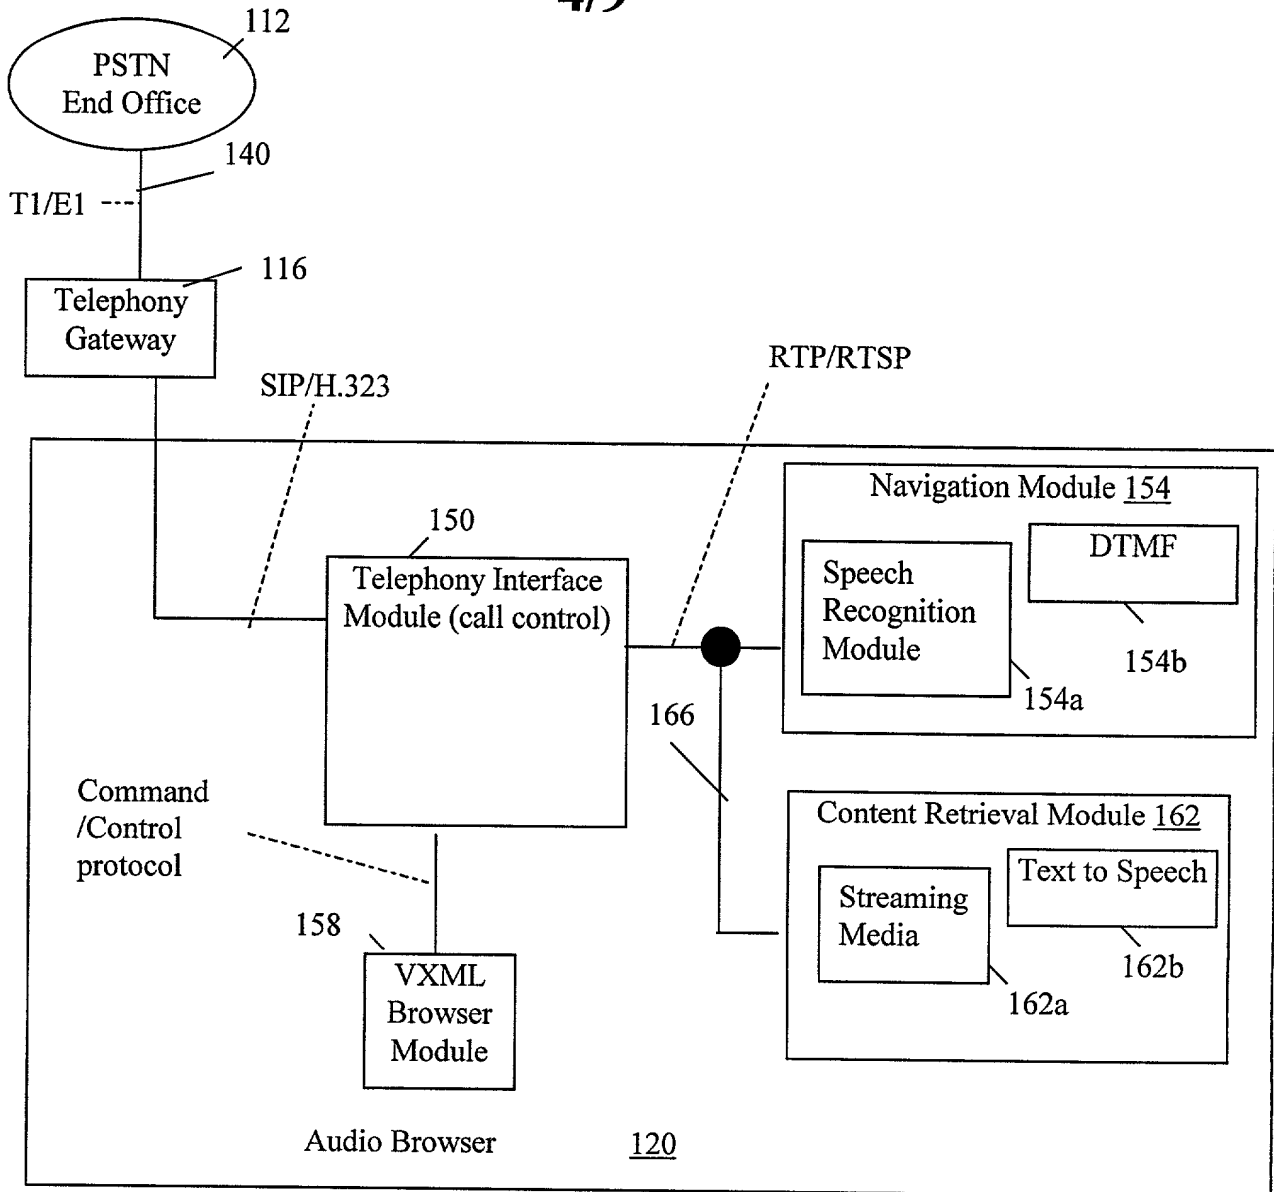 112
PSTN
End Office
140
T1/E1
116
Telephony
Gateway
RTP/RTSP
SIP/H.323
Navigation Module 154
150
DTMF
Telephony Interface
Module (call control)
Speech
Recognition
Module
154b
154a
166
Command
/Control
protocol
Content Retrieval Module 162
Text to Speech
Streaming
Media
158
162b
VXML
Browser
Module
162a
Audio Browser 120